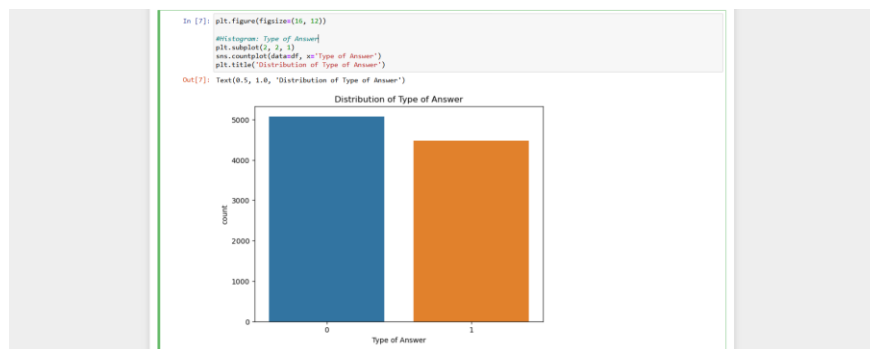 In [7]: plt.figure(figsize=(16, 12))
#Histogram: Type of Answer
plt.subplot(2, 2, 1)
sns.countplot(data=df, x='Type of Answer')
plt.title('Distribution of Type of Answer')
Out[7]: Text(0.5, 1.0, 'Distribution of Type of Answer')
Distribution of Type of Answer
5000
4000
3000
2000
1000
0
count
0 1
Type of Answer